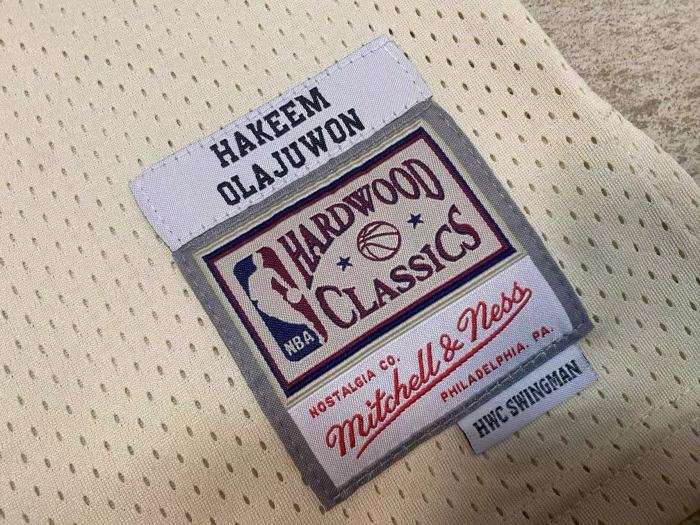 HAKEEM
OLAJUWON
HARDWOOD
CLASSICS
NBA
NOSTALGIA CO.
Mitchell & Ness
PHILADELPHIA, PA.
HWC SWINGMAN